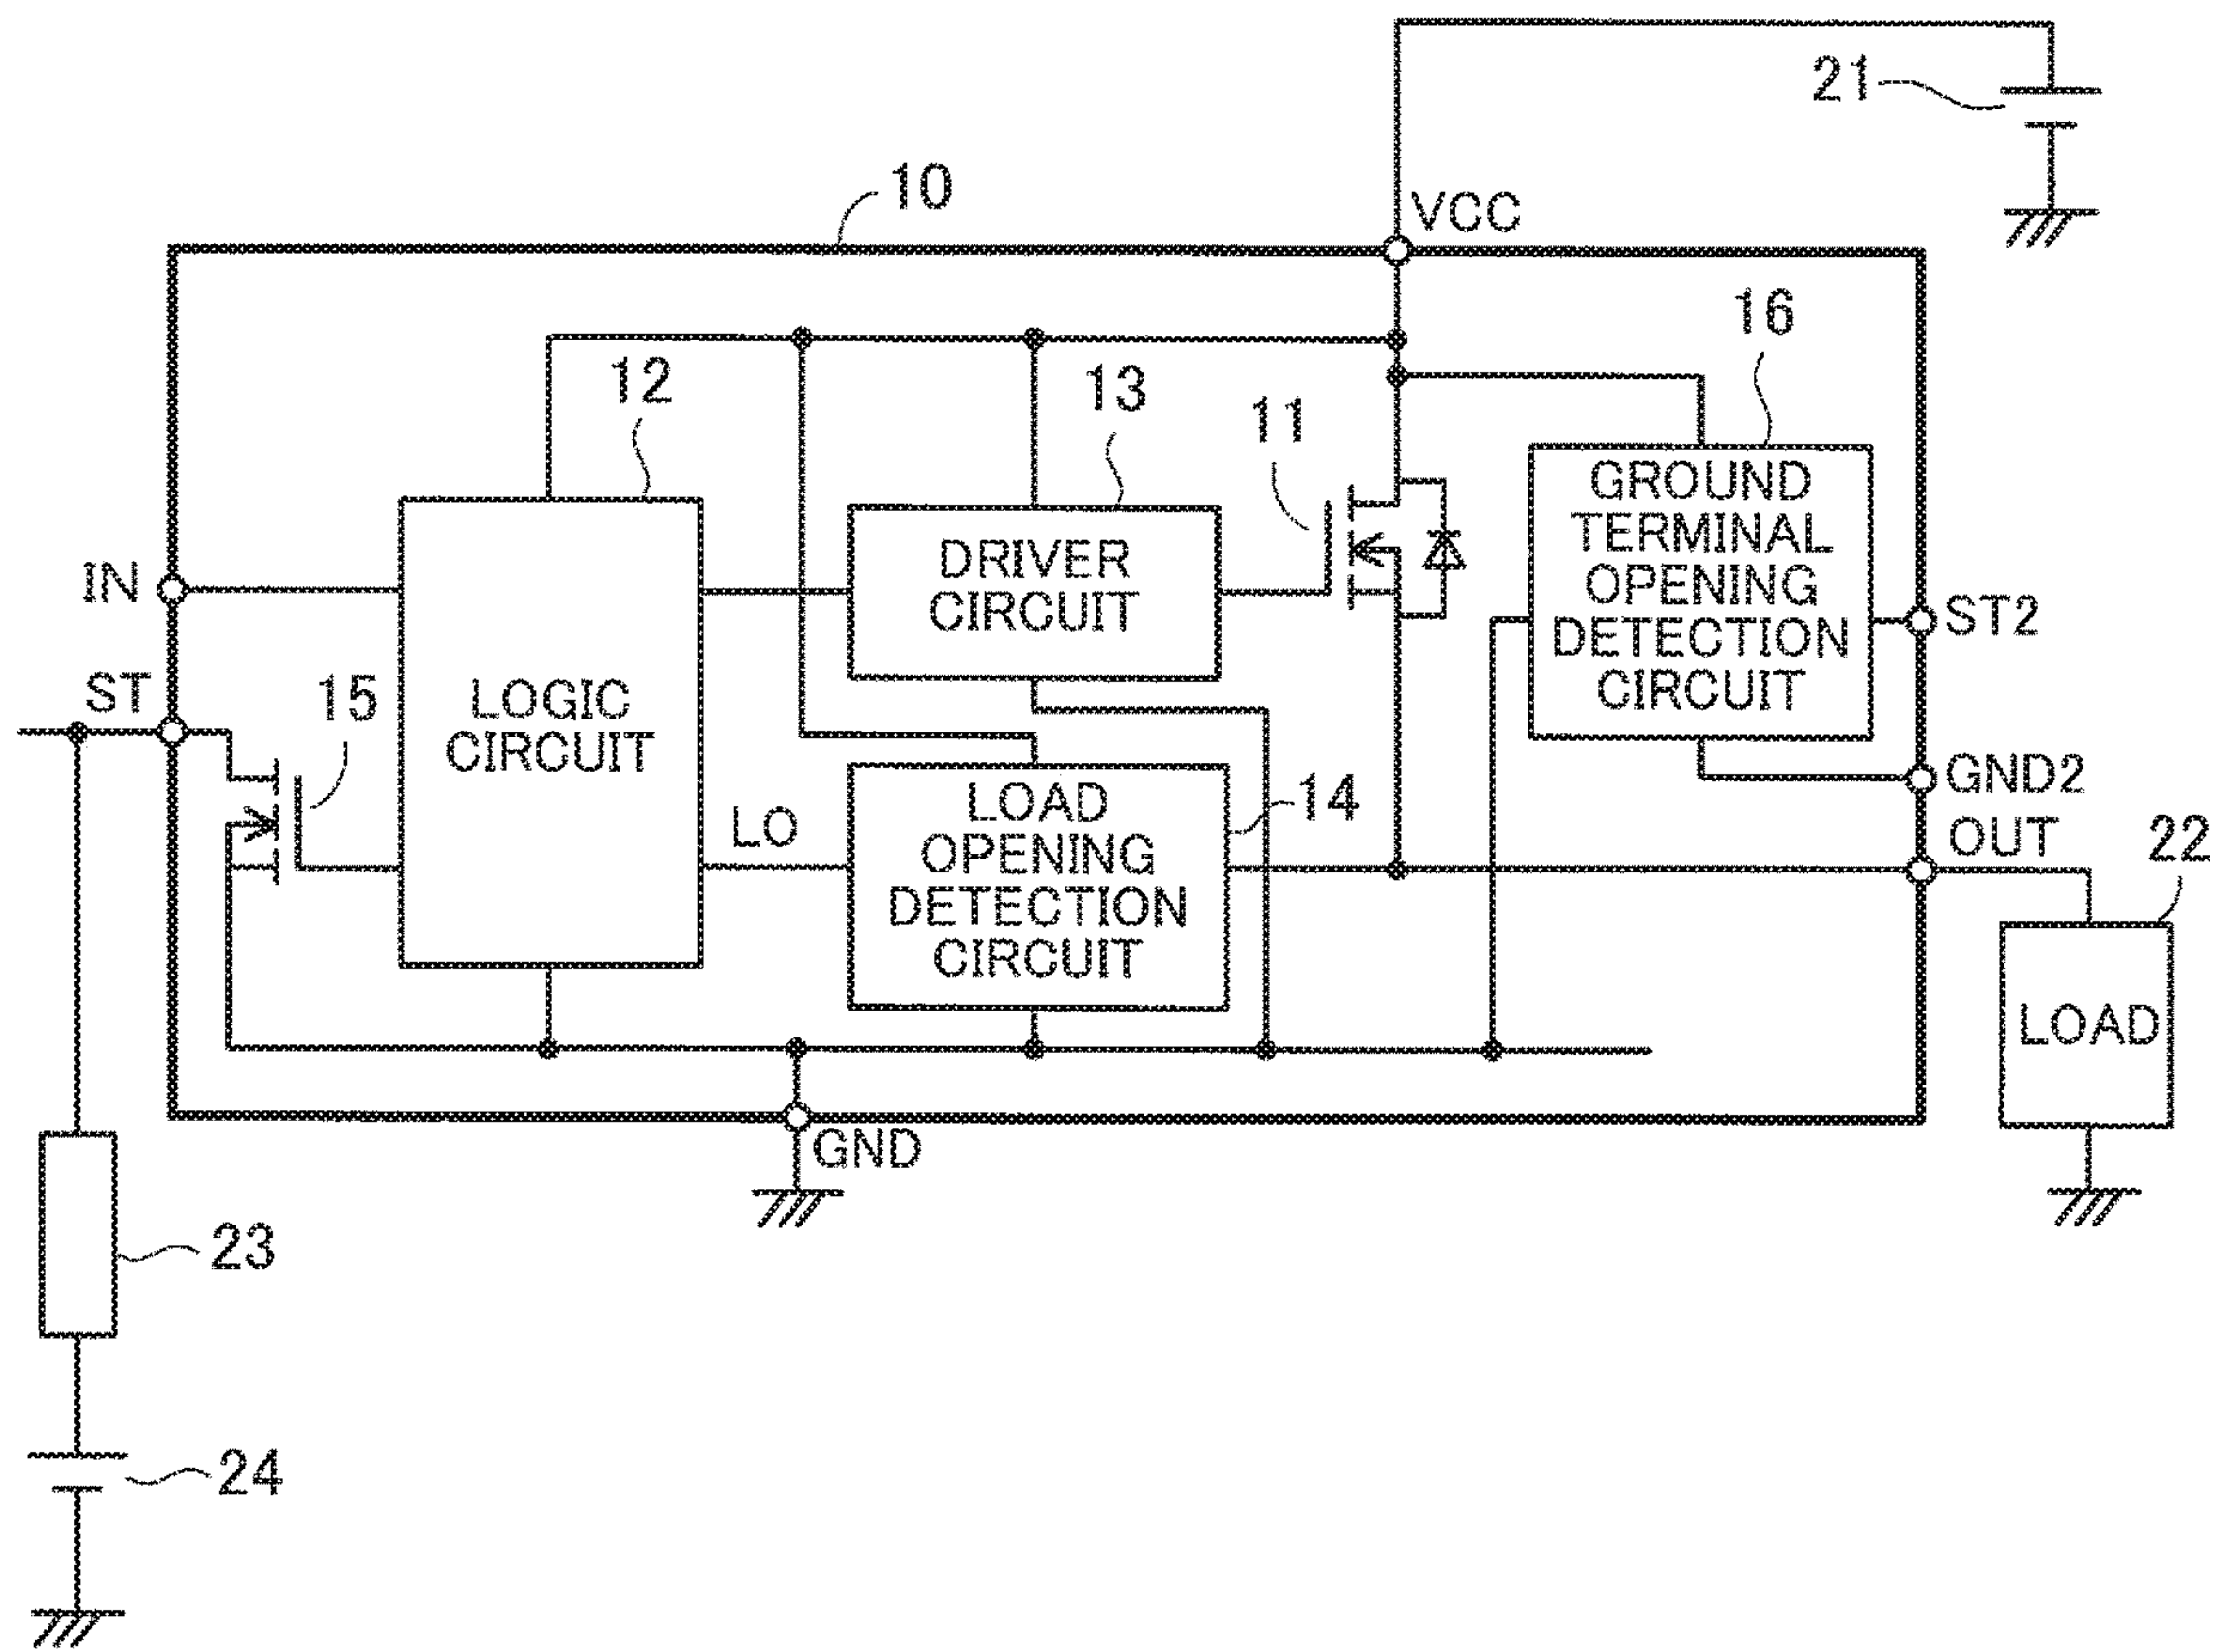 21
10
VCC
16
12
13
11
GROUND
TERMINAL
OPENING
DETECTION
CIRCUIT
DRIVER
CIRCUIT
IN
ST2
ST
15
LOGIC
CIRCUIT
GND2
LO
LOAD
OPENING
DETECTION
CIRCUIT
14
OUT
22
LOAD
GND
23
24